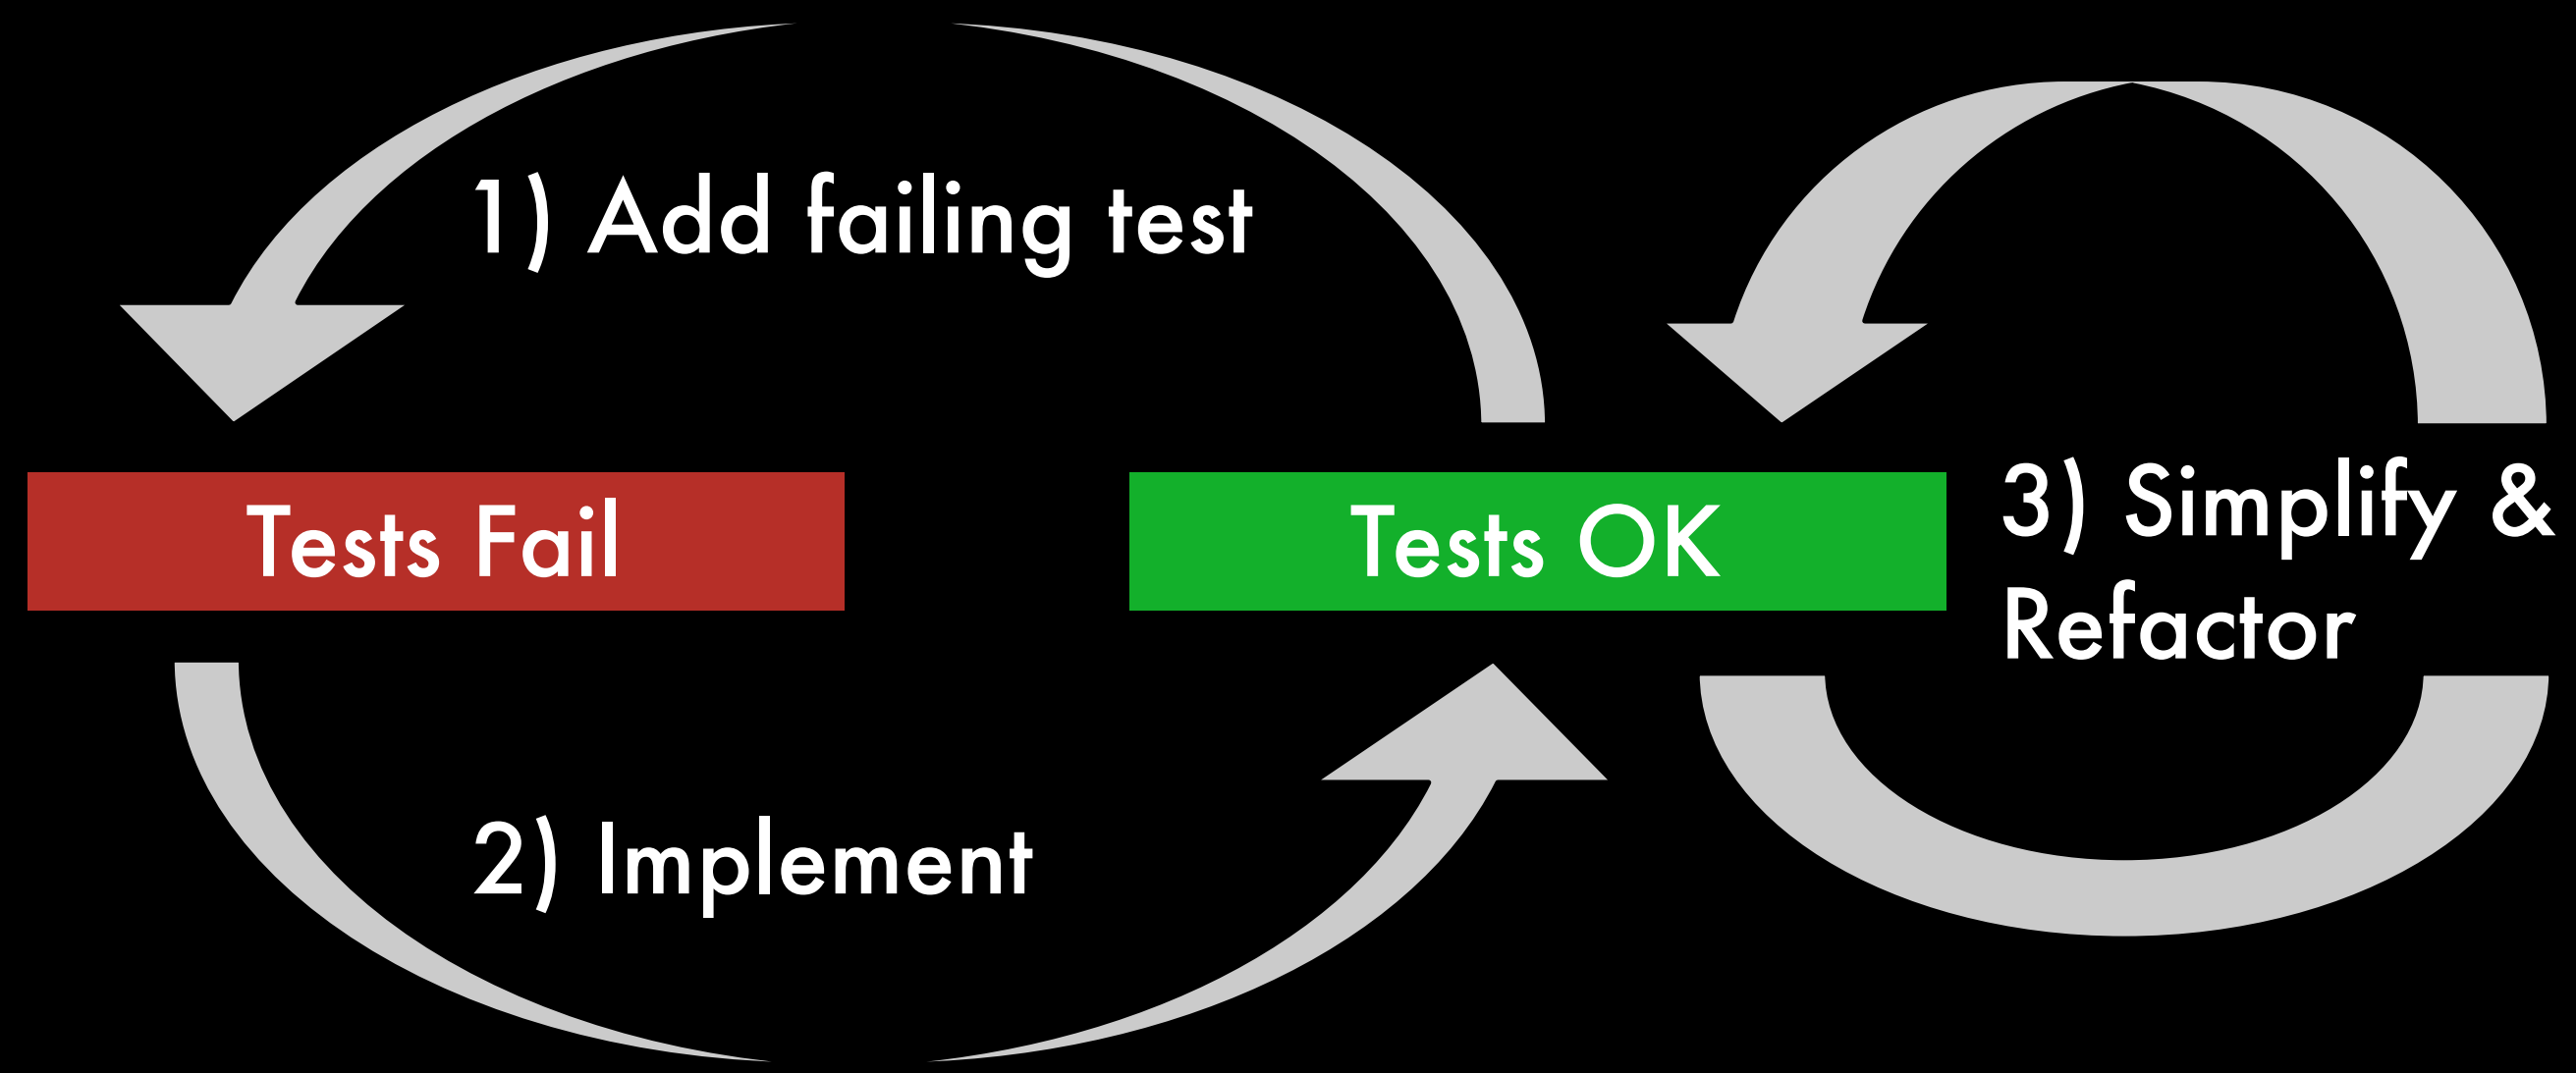 1) Add failing test
Tests Fail
Tests OK
3) Simplify &
Refactor
2) Implement